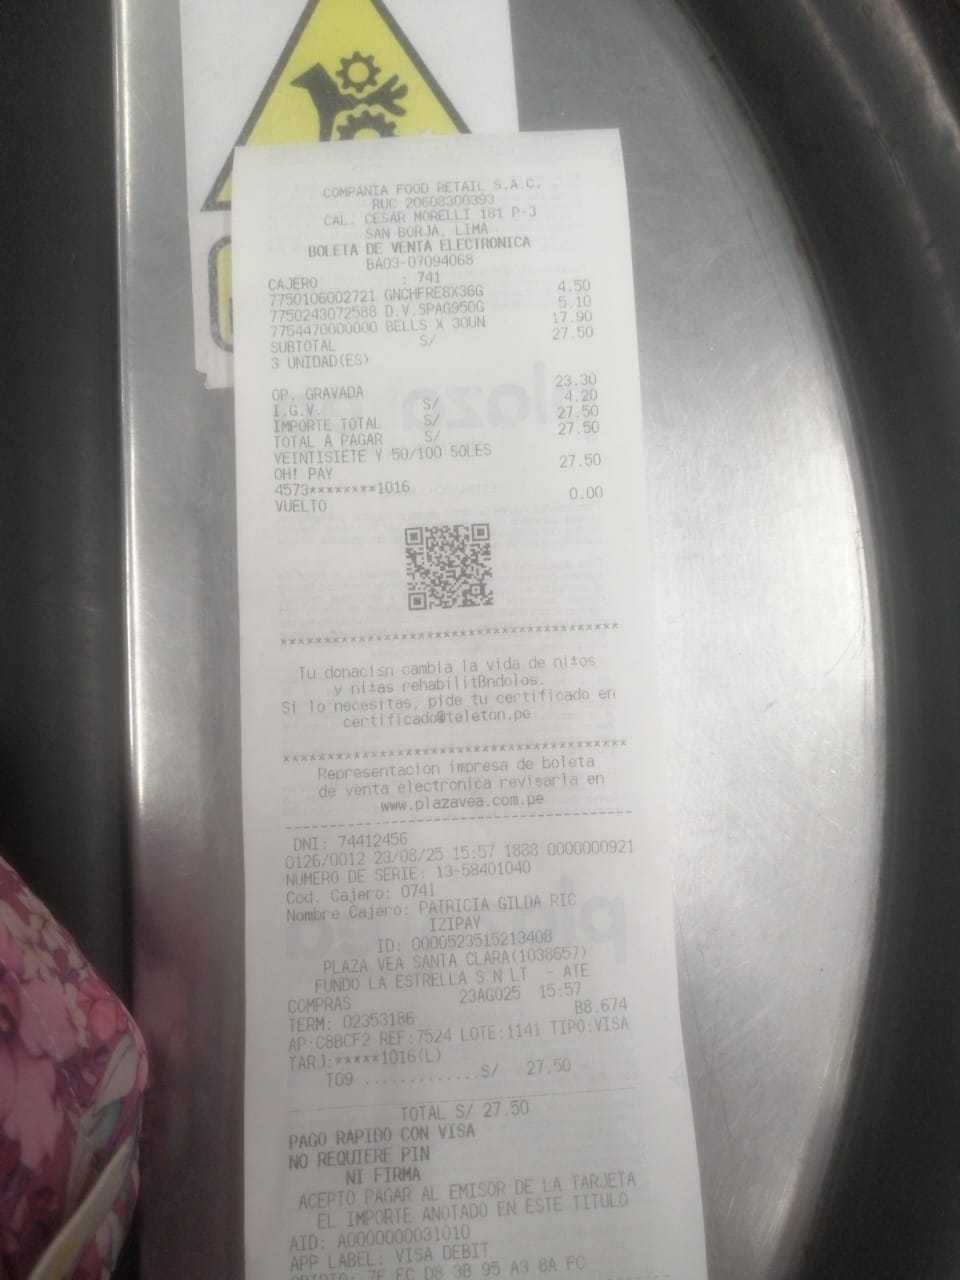 COMPANIA FOOD RETAIL S.A.C.
RUC 20608300393
CAL. CESAR MORELLI 181 P-3
SAN BORJA, LIMA
BOLETA DE VENTA ELECTRONICA
BA03-07094068
CAJERO : 741
7750106002721 GNCHFRE8X36G 4.50
7750243072588 D.V.SPAG950G 5.10
7754470000000 BELLS X 30UN 17.90
SUBTOTAL S/ 27.50
3 UNIDAD(ES)
OP. GRAVADA 23.30
I.G.V. S/ 4.20
IMPORTE TOTAL S/ 27.50
TOTAL A PAGAR S/ 27.50
VEINTISIETE Y 50/100 SOLES
OH! PAY 27.50
4573********1016
VUELTO 0.00
****************************************
Tu donacisn cambia la vida de ni±os
y ni±as rehabilitßndolos.
Si lo necesitas, pide tu certificado en
certificado@teleton.pe
****************************************
Representacion impresa de boleta
de venta electronica revisarla en
www.plazavea.com.pe
----------------------------------------
DNI: 74412456
0126/0012 23/08/25 15:57 1888 0000000921
NUMERO DE SERIE: 13-58401040
Cod. Cajero: 0741
Nombre Cajero: PATRICIA GILDA RIC
IZIPAY
ID: 0000523515213408
PLAZA VEA SANTA CLARA(1038657)
FUNDO LA ESTRELLA S N LT - ATE
COMPRAS 23AGO25 15:57
TERM: 02353186 B8.674
AP:C8BCF2 REF:7524 LOTE:1141 TIPO:VISA
TARJ:*****1016(L)
T09 .............S/ 27.50
TOTAL S/ 27.50
PAGO RAPIDO CON VISA
NO REQUIERE PIN
NI FIRMA
ACEPTO PAGAR AL EMISOR DE LA TARJETA
EL IMPORTE ANOTADO EN ESTE TITULO
AID: A0000000031010
APP LABEL: VISA DEBIT
7E FC D8 3B 95 A3 8A FC